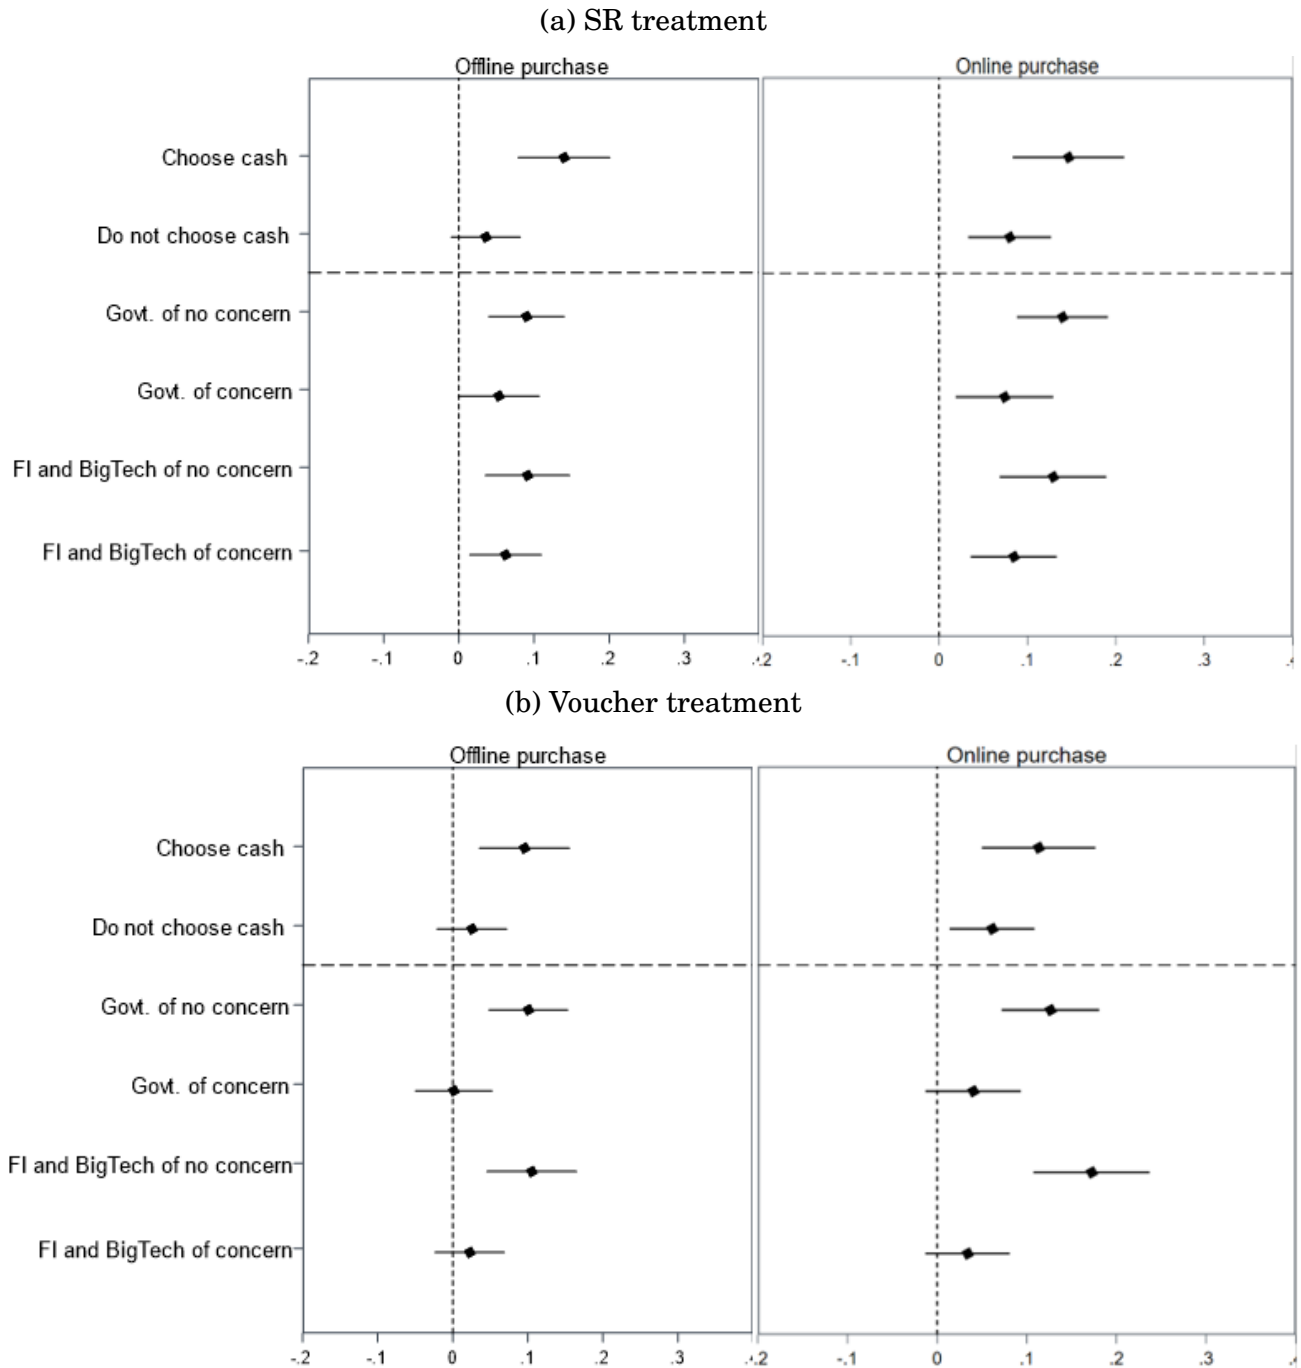 (a) SR treatment
Offline purchase Online purchase
Choose cash
Do not choose cash
Govt. of no concern
Govt. of concern
FI and BigTech of no concern
FI and BigTech of concern
-.2 -.1 0 .1 .2 .3 .2 -.1 0 .1 .2 .3
(b) Voucher treatment
Offline purchase Online purchase
Choose cash
Do not choose cash
Govt. of no concern
Govt. of concern
FI and BigTech of no concern
FI and BigTech of concern
-.2 -.1 0 .1 .2 .3 .2 -.1 0 .1 .2 .3